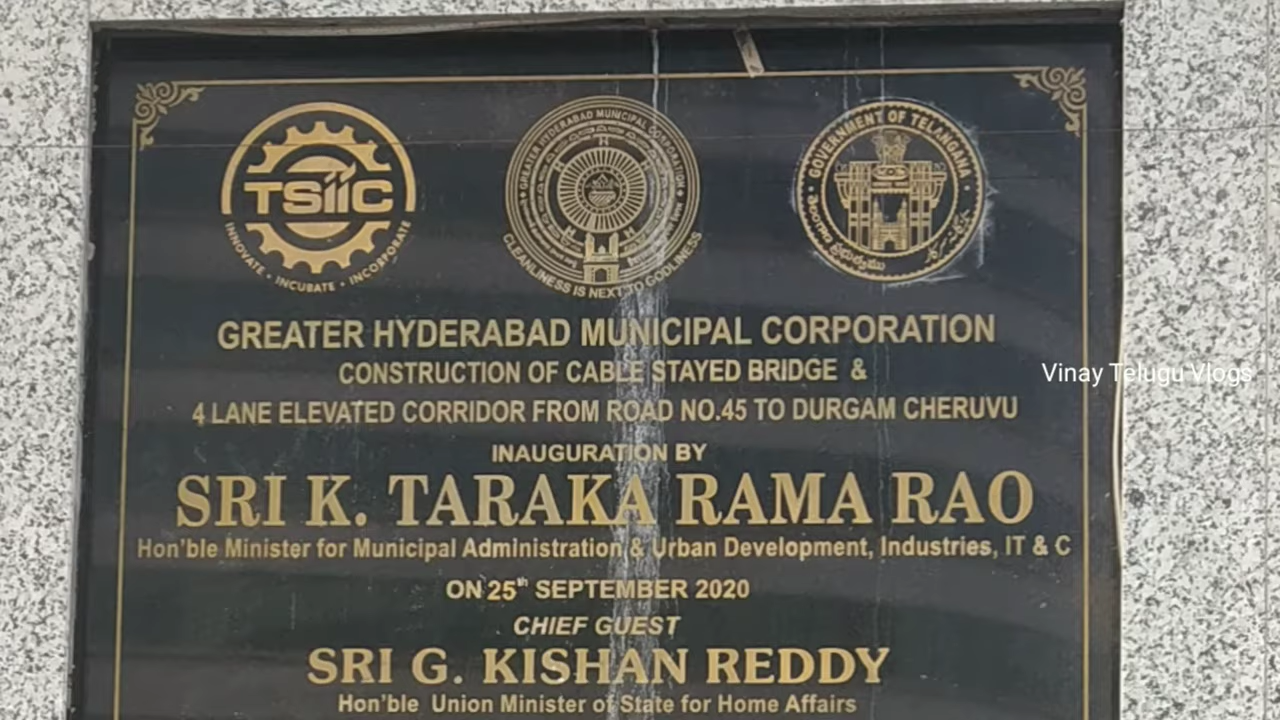 TSiiC
INNOVATE • INCUBATE • INCORPORATE
GREATER HYDERABAD MUNICIPAL CORPORATION
CLEANLINESS IS NEXT TO GODLINESS
GOVERNMENT OF TELANGANA
తెలంగాణ ప్రభుత్వము
GREATER HYDERABAD MUNICIPAL CORPORATION
CONSTRUCTION OF CABLE STAYED BRIDGE &
4 LANE ELEVATED CORRIDOR FROM ROAD NO.45 TO DURGAM CHERUVU
Vinay Telugu Vlogs
INAUGURATION BY
SRI K. TARAKA RAMA RAO
Hon'ble Minister for Municipal Administration & Urban Development, Industries, IT & C
ON 25th SEPTEMBER 2020
CHIEF GUEST
SRI G. KISHAN REDDY
Hon'ble Union Minister of State for Home Affairs